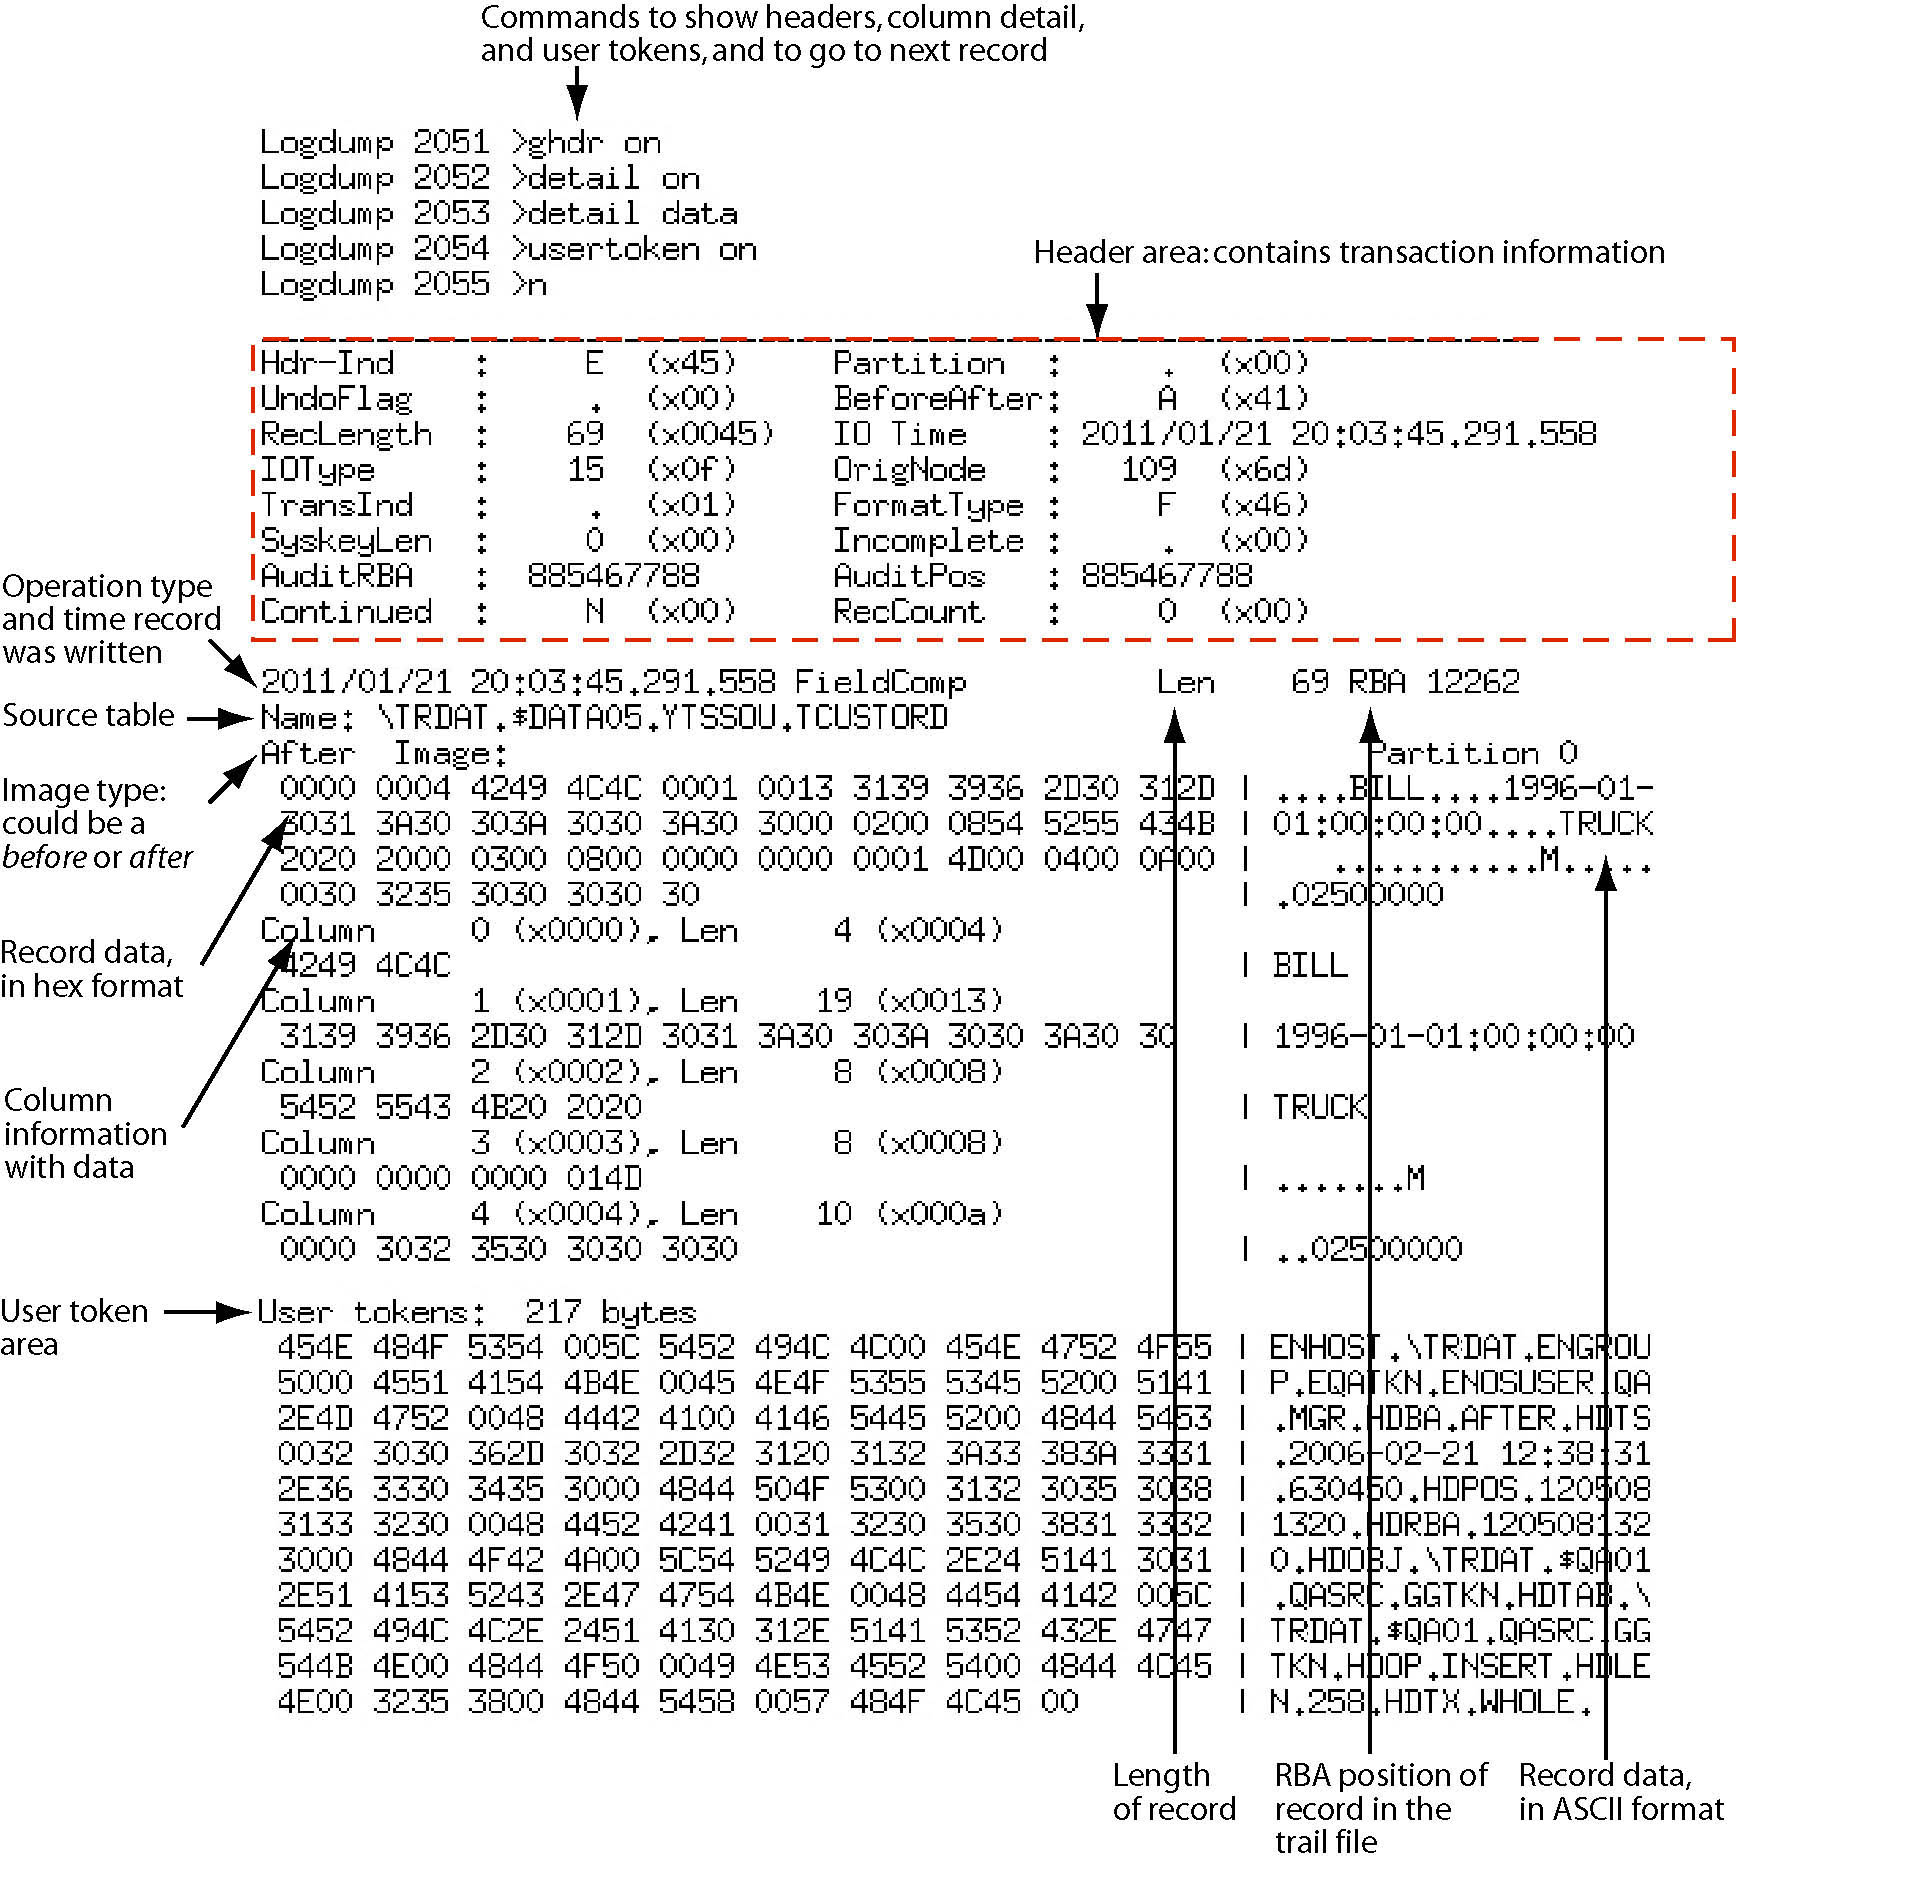 Commands to show headers, column detail,
and user tokens, and to go to next record
Logdump 2051 >ghdr on
Logdump 2052 >detail on
Logdump 2053 >detail data
Logdump 2054 >usertoken on
Logdump 2055 >n
Header area: contains transaction information
Hdr-Ind : E (x45) Partition : . (x00)
UndoFlag : . (x00) BeforeAfter: A (x41)
RecLength : 69 (x0045) IO Time : 2011/01/21 20:03:45.291.558
IOType : 15 (x0f) OrigNode : 109 (x6d)
TransInd : . (x01) FormatType : F (x46)
SyskeyLen : 0 (x00) Incomplete : . (x00)
AuditRBA : 885467788 AuditPos : 885467788
Continued : N (x00) RecCount : 0 (x00)
Operation type
and time record
was written
2011/01/21 20:03:45.291.558 FieldComp Len 69 RBA 12262
Source table
Name: \TRDAT.$DATA05.YTSSOU.TCUSTORD
After Image: Partition 0
Image type:
could be a
before or after
0000 0004 4249 4C4C 0001 0013 3139 3936 2D30 312D | ....BILL....1996-01-
3031 3A30 303A 3030 3A30 3000 0200 0854 5255 434B | 01:00:00:00....TRUCK
2020 2000 0300 0800 0000 0000 0001 4D00 0400 0A00 | ...........M.....
0030 3235 3030 3030 30 | .02500000
Record data,
in hex format
Column 0 (x0000), Len 4 (x0004)
4249 4C4C | BILL
Column 1 (x0001), Len 19 (x0013)
3139 3936 2D30 312D 3031 3A30 303A 3030 3A30 30 | 1996-01-01:00:00:00
Column 2 (x0002), Len 8 (x0008)
5452 5543 4B20 2020 | TRUCK
Column
information
with data
Column 3 (x0003), Len 8 (x0008)
0000 0000 0000 014D | .......M
Column 4 (x0004), Len 10 (x000a)
0000 3032 3530 3030 3030 | ..02500000
User token
area
User tokens: 217 bytes
454E 484F 5354 005C 5452 494C 4C00 454E 4752 4F55 | ENHOST.\TRDAT.ENGROU
5000 4551 4154 4B4E 0045 4E4F 5355 5345 5200 5141 | P.EQATKN.ENOSUSER.QA
2E4D 4752 0048 4442 4100 4146 5445 5200 4844 5453 | .MGR.HDBA.AFTER.HDTS
0032 3030 362D 3032 2D32 3120 3132 3A33 383A 3331 | .2006-02-21 12:38:31
2E36 3330 3435 3000 4844 504F 5300 3132 3035 3038 | .630450.HDPOS.120508
3133 3230 0048 4452 4241 0031 3230 3530 3831 3332 | 1320.HDRBA.120508132
3000 4844 4F42 4A00 5C54 5249 4C4C 2E24 5141 3031 | 0.HDOBJ.\TRDAT.$QA01
2E51 4153 5243 2E47 4754 4B4E 0048 4454 4142 005C | .QASRC.GGTKN.HDTAB.\
5452 494C 4C2E 2451 4130 312E 5141 5352 432E 4747 | TRDAT.$QA01.QASRC.GG
544B 4E00 4844 4F50 0049 4E53 4552 5400 4844 4C45 | TKN.HDOP.INSERT.HDLE
4E00 3235 3800 4844 5458 0057 484F 4C45 00 | N.258.HDTX.WHOLE.
Length
of record
RBA position of
record in the
trail file
Record data,
in ASCII format